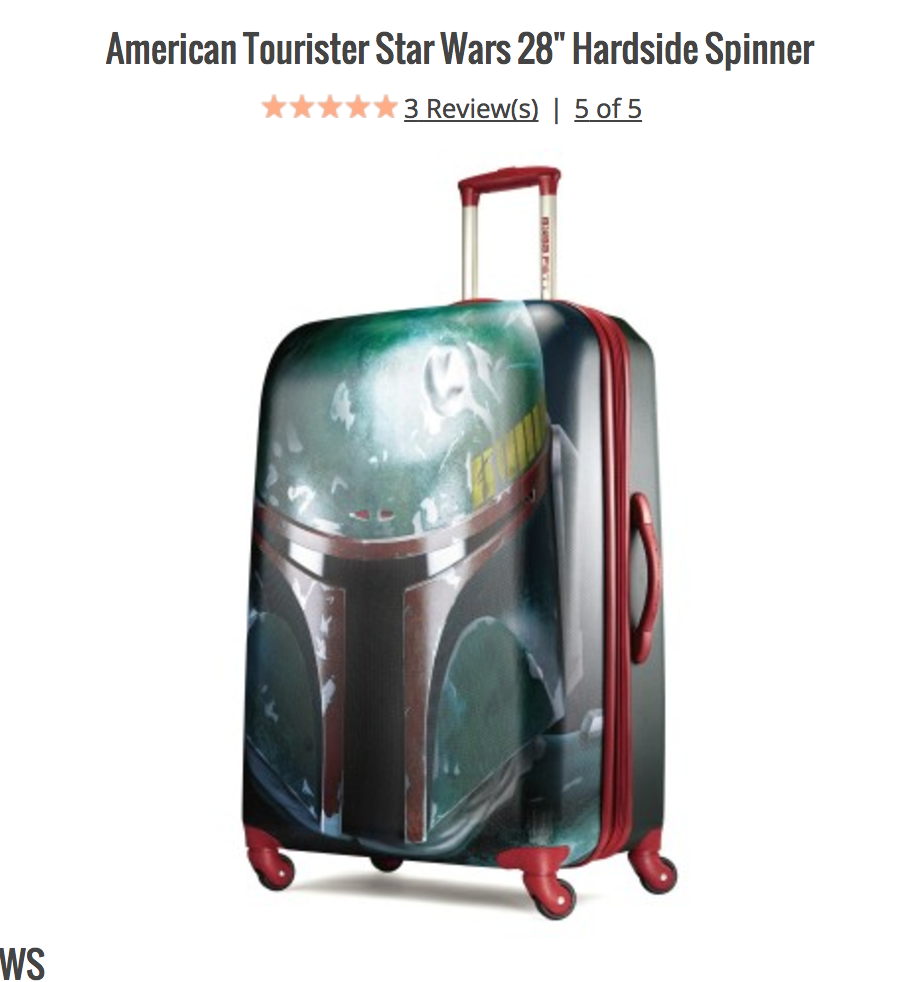 American Tourister Star Wars 28" Hardside Spinner
3 Review(s) | 5 of 5
WS